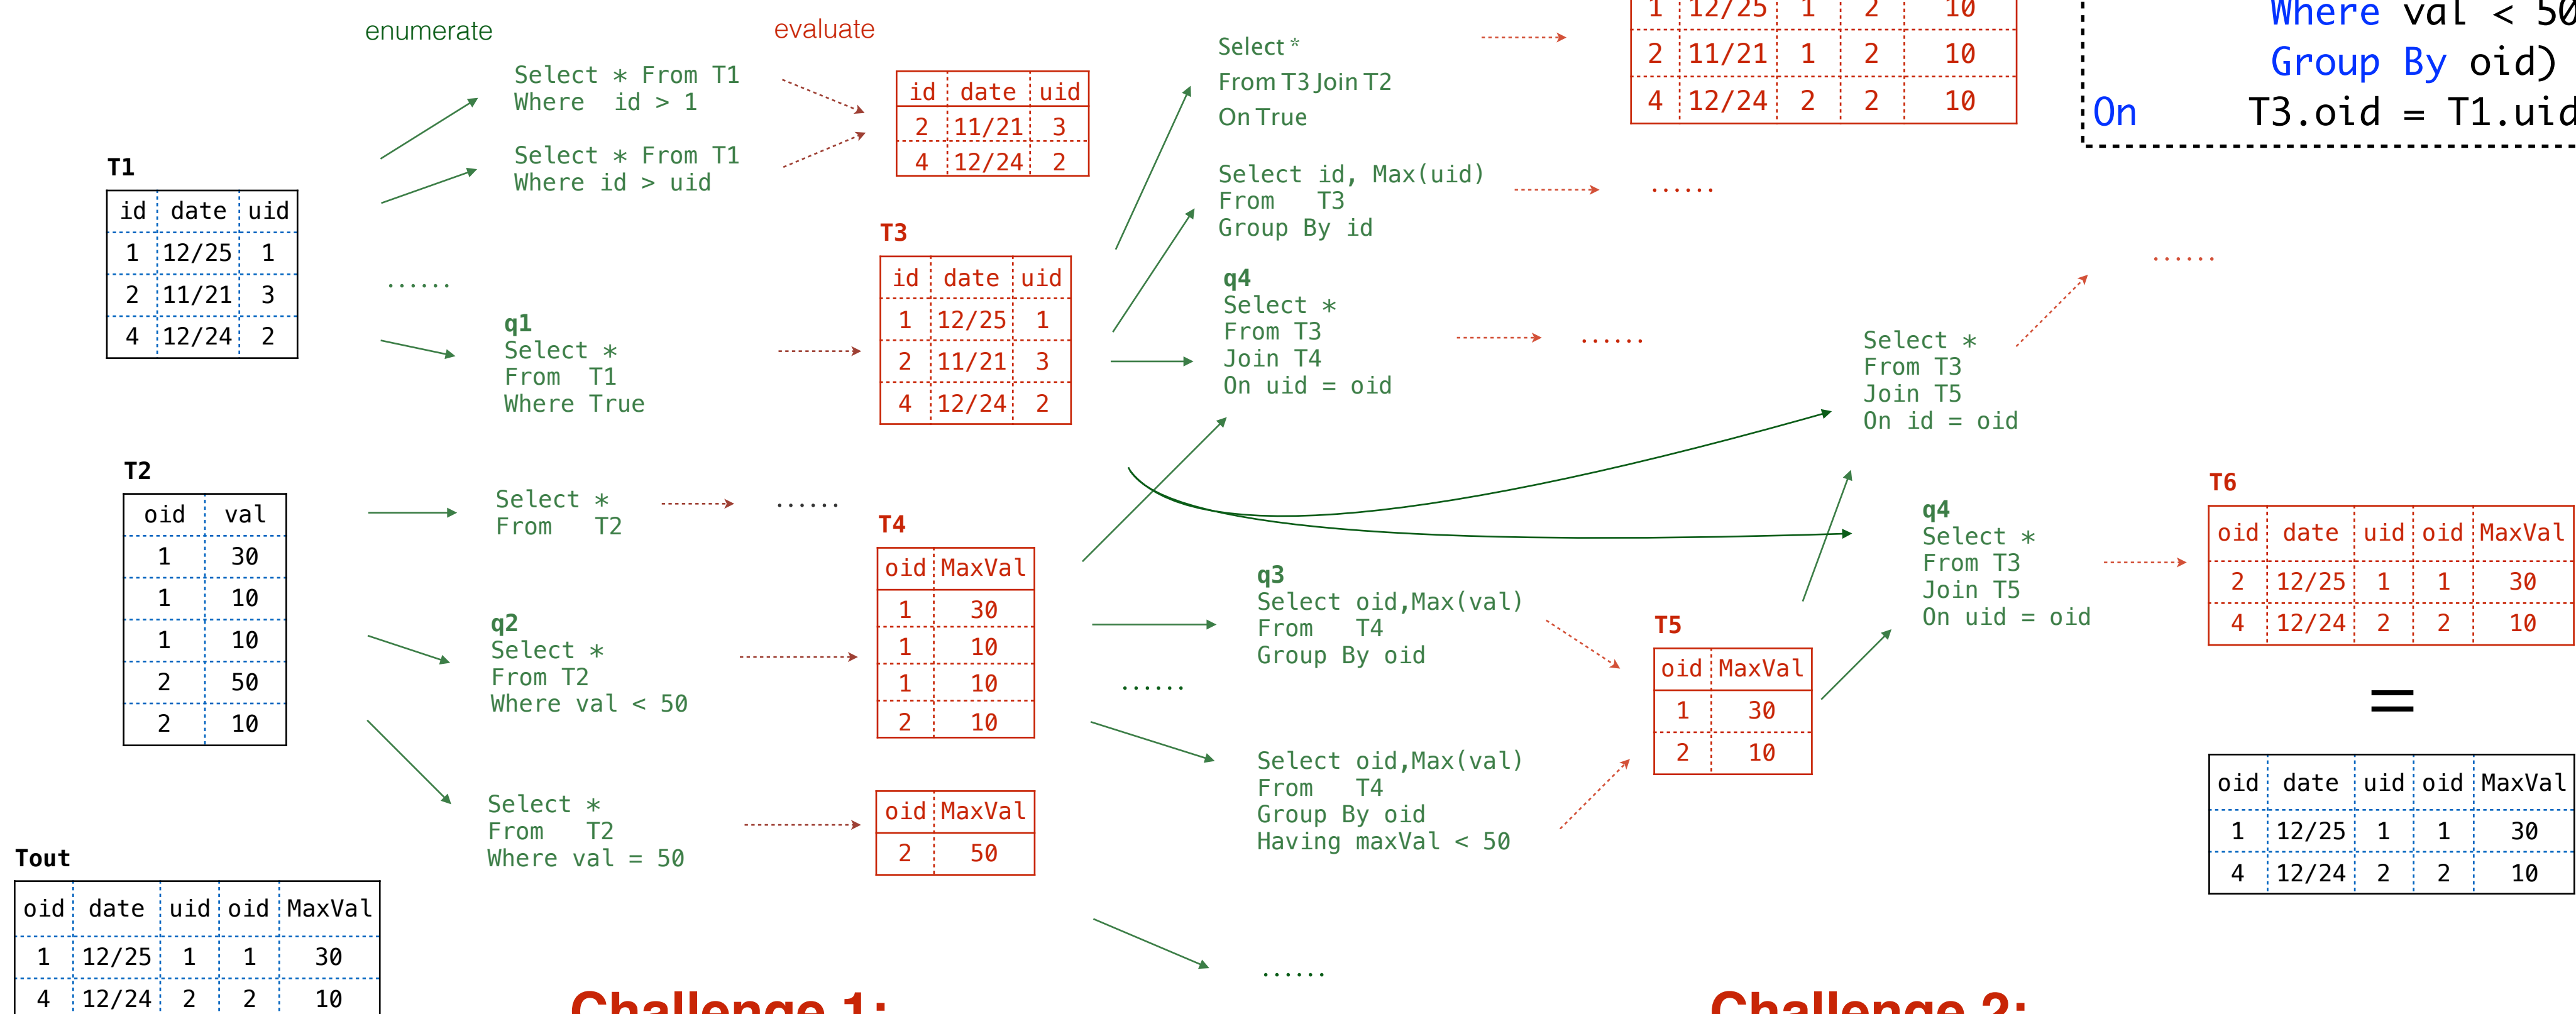 enumerate
evaluate
Select * From T1
Where id > 1
Select * From T1
Where id > uid
T1
id date uid
1 12/25 1
2 11/21 3
4 12/24 2
......
q1
Select *
From T1
Where True
id date uid
2 11/21 3
4 12/24 2
T3
id date uid
1 12/25 1
2 11/21 3
4 12/24 2
Select *
From T3 Join T2
On True
Select id, Max(uid)
From T3
Group By id
......
q4
Select *
From T3
Join T4
On uid = oid
......
1 12/25 1 2 10
2 11/21 1 2 10
4 12/24 2 2 10
Where val < 50
Group By oid)
On T3.oid = T1.uid
......
Select *
From T3
Join T5
On id = oid
T2
oid val
1 30
1 10
1 10
2 50
2 10
Select *
From T2
......
q2
Select *
From T2
Where val < 50
Select *
From T2
Where val = 50
T4
oid MaxVal
1 30
1 10
1 10
2 10
oid MaxVal
2 50
q3
Select oid,Max(val)
From T4
Group By oid
......
Select oid,Max(val)
From T4
Group By oid
Having maxVal < 50
......
T5
oid MaxVal
1 30
2 10
q4
Select *
From T3
Join T5
On uid = oid
T6
oid date uid oid MaxVal
2 12/25 1 1 30
4 12/24 2 2 10
=
oid date uid oid MaxVal
1 12/25 1 1 30
4 12/24 2 2 10
Tout
oid date uid oid MaxVal
1 12/25 1 1 30
4 12/24 2 2 10
Challenge 1:
Challenge 2: